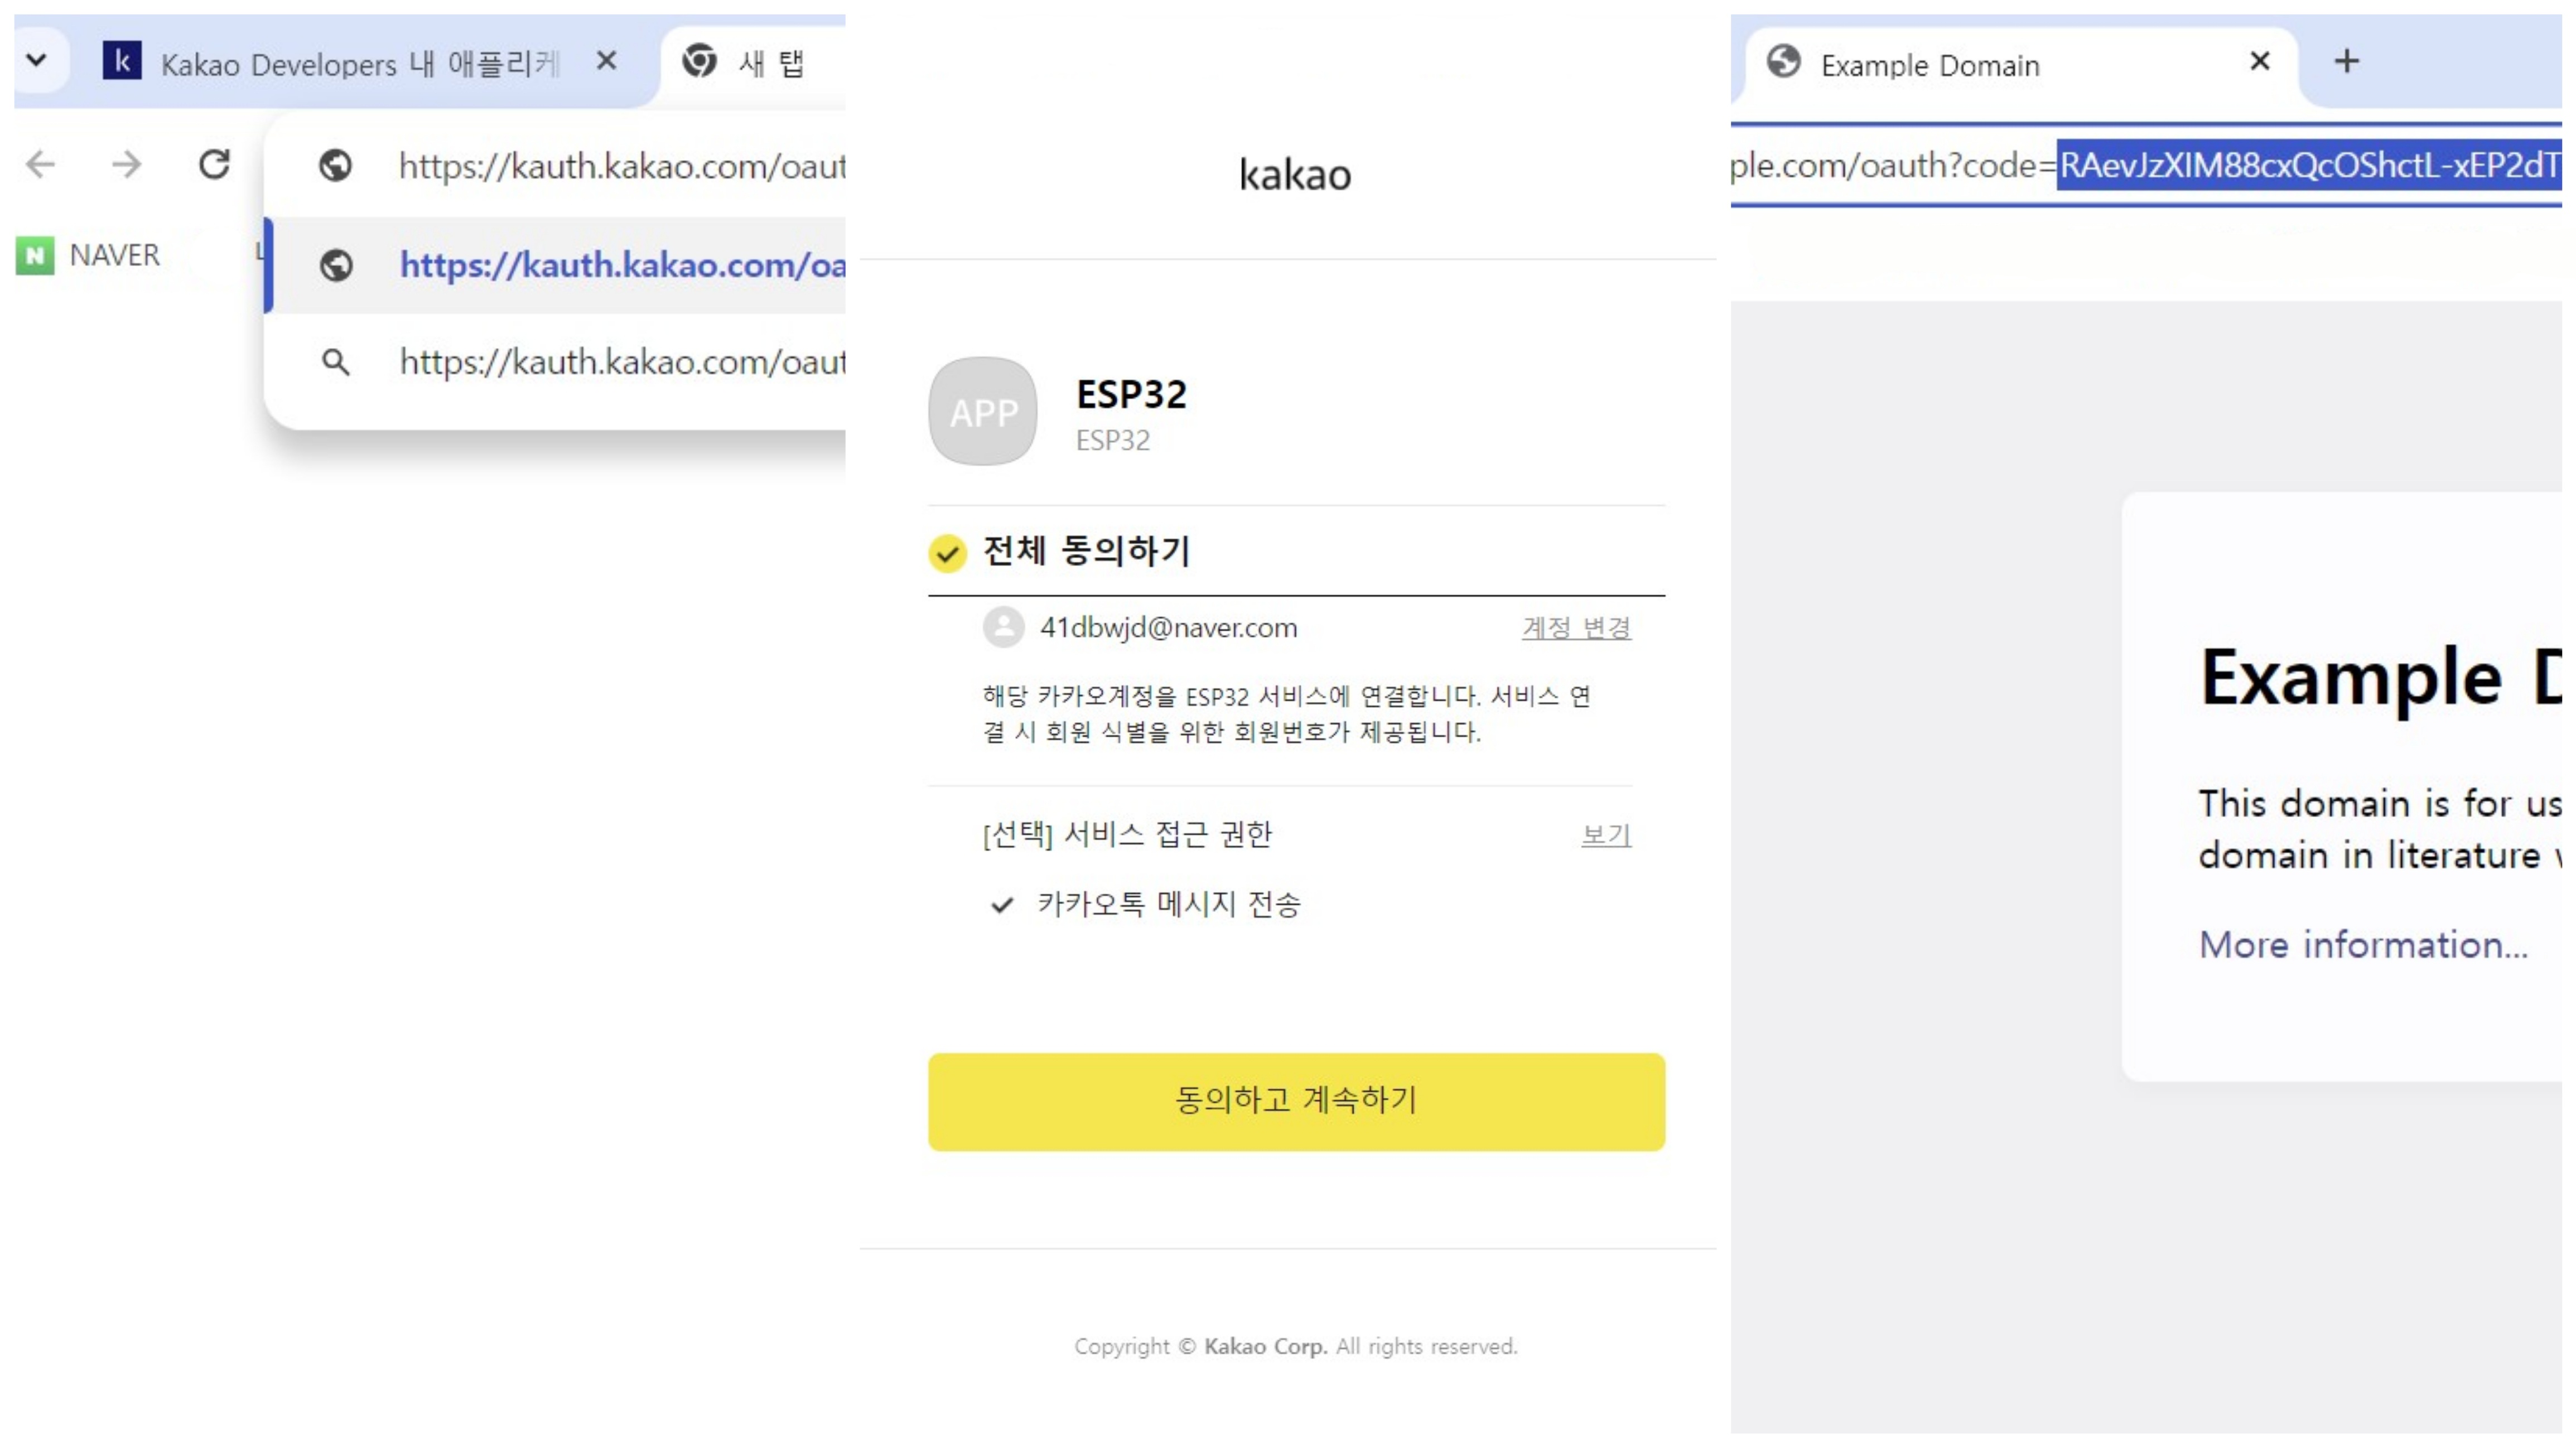 Kakao Developers 내 애플리케
새 탭
https://kauth.kakao.com/oaut
NAVER
https://kauth.kakao.com/oa
https://kauth.kakao.com/oaut
kakao
APP
ESP32
ESP32
전체 동의하기
41dbwjd@naver.com
계정 변경
해당 카카오계정을 ESP32 서비스에 연결합니다. 서비스 연
결 시 회원 식별을 위한 회원번호가 제공됩니다.
[선택] 서비스 접근 권한
보기
카카오톡 메시지 전송
동의하고 계속하기
Copyright © Kakao Corp. All rights reserved.
Example Domain
ple.com/oauth?code=RAevJzXIM88cxQcOShctL-xEP2dT
Example D
This domain is for us
domain in literature
More information...